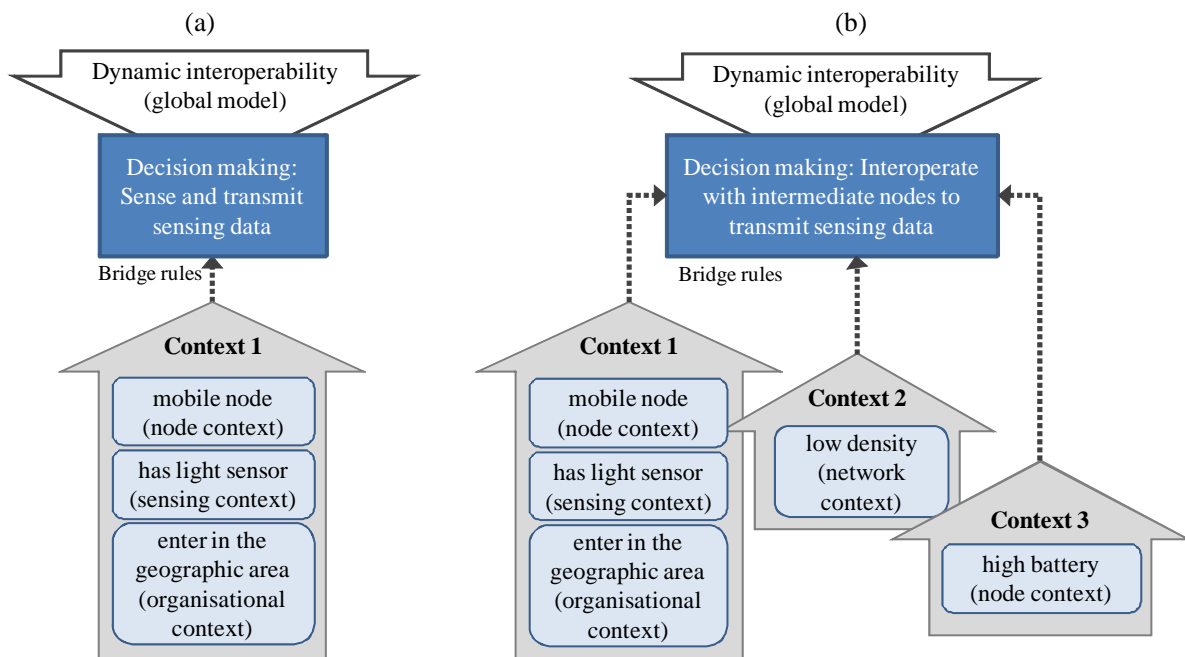 (a)
Dynamic interoperability
(global model)
Decision making:
Sense and transmit
sensing data
Bridge rules
Context 1
mobile node
(node context)
has light sensor
(sensing context)
enter in the
geographic area
(organisational
context)
(b)
Dynamic interoperability
(global model)
Decision making: Interoperate
with intermediate nodes to
transmit sensing data
Bridge rules
Context 1
mobile node
(node context)
has light sensor
(sensing context)
enter in the
geographic area
(organisational
context)
Context 2
low density
(network
context)
Context 3
high battery
(node context)